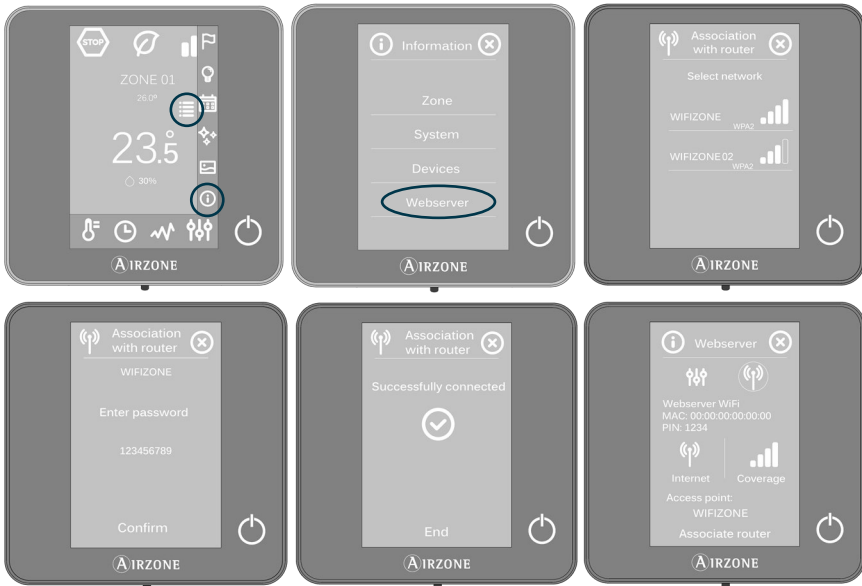 STOP
ZONE 01
26.0º
23.5º
30%
AIRZONE
Information
Zone
System
Devices
Webserver
AIRZONE
Association
with router
Select network
WIFIZONE
WPA2
WIFIZONE 02
WPA2
AIRZONE
Association
with router
WIFIZONE
Enter password
123456789
Confirm
AIRZONE
Association
with router
Successfully connected
End
AIRZONE
Webserver
Webserver WiFi
MAC: 00:00:00:00:00:00
PIN: 1234
Internet Coverage
Access point:
WIFIZONE
Associate router
AIRZONE